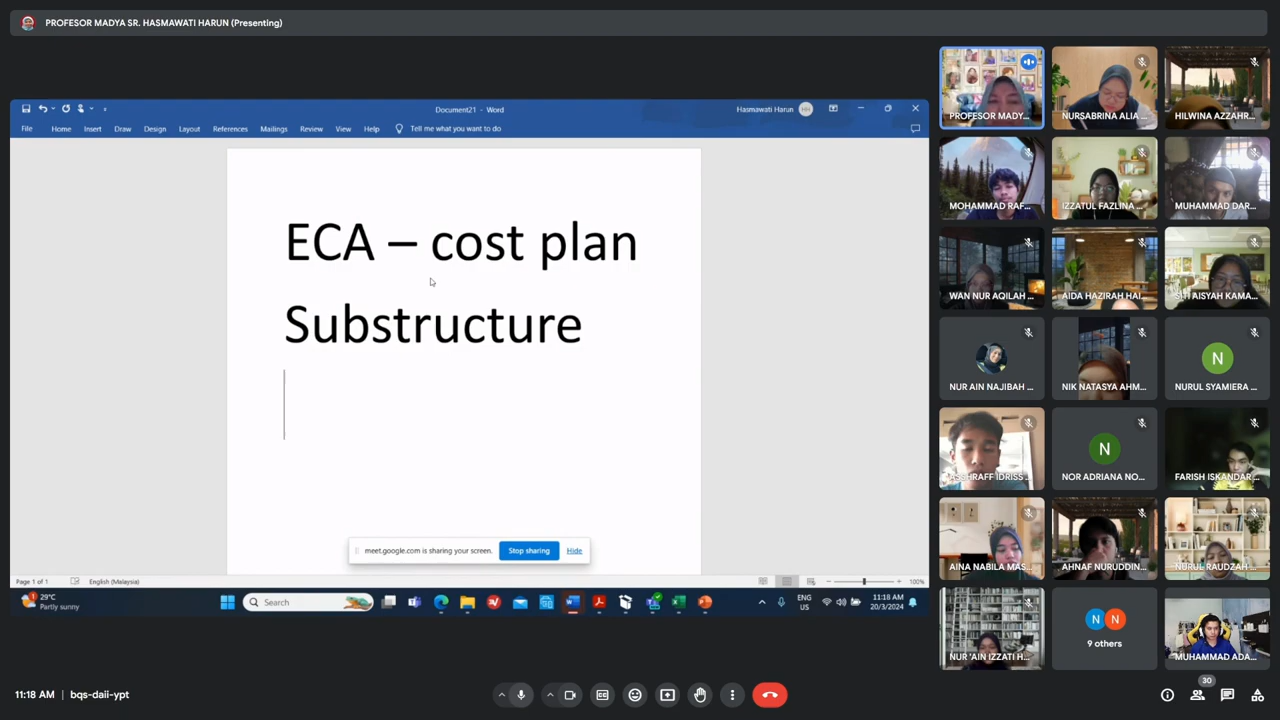 PROFESOR MADYA SR. HASMAWATI HARUN (Presenting)
Document21 - Word
Hasmawati Harun
HH
File Home Insert Draw Design Layout References Mailings Review View Help Tell me what you want to do
ECA – cost plan
Substructure
meet.google.com is sharing your screen. Stop sharing Hide
Page 1 of 1 English (Malaysia) 100%
1
29°C
Partly sunny
Search
ENG
US
11:18 AM
20/3/2024
PROFESOR MADY...
NURSABRINA ALIA ...
HILWINA AZZAHR...
MOHAMMAD RAF...
IZZATUL FAZLINA ...
MUHAMMAD DAR...
WAN NUR AQILAH ...
AIDA HAZIRAH HAI...
SITI AISYAH KAMA...
NUR AIN NAJIBAH ...
NIK NATASYA AHM...
N
NURUL SYAMIERA ...
ASHRAFF IDRISS ...
N
NOR ADRIANA NO...
FARISH ISKANDAR ...
AINA NABILA MAS...
AHNAF NURUDDIN...
NURUL RAUDZAH ...
NUR 'AIN IZZATI H...
N N
9 others
MUHAMMAD ADA...
11:18 AM | bqs-daii-ypt
30